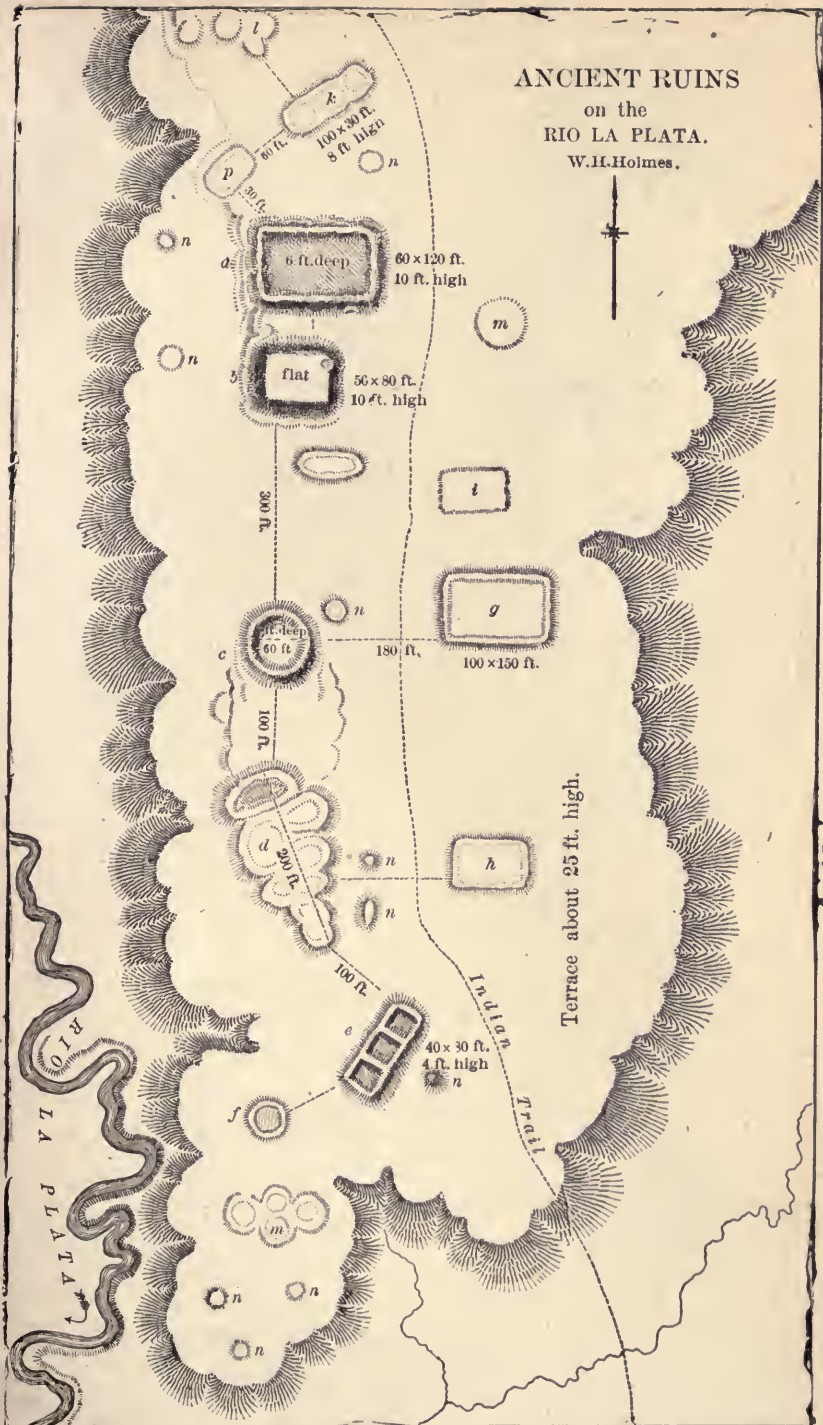 ANCIENT RUINS
on the
RIO LA PLATA.
W.H.Holmes.
l
k
100×30 ft.
8 ft high
60 ft.
n
p
30 ft.
n
a
6 ft. deep
60×120 ft.
10 ft. high
m
n
b
flat
56×80 ft.
10 ft. high
300 ft.
i
n
g
ft. deep
60 ft
c
180 ft.
100×150 ft.
100 ft.
d
200 ft.
n
h
n
Terrace about 25 ft. high.
100 ft.
Indian
Trail
e
40×30 ft.
4 ft. high
n
f
RIO
LA PLATA
m
n
n
n